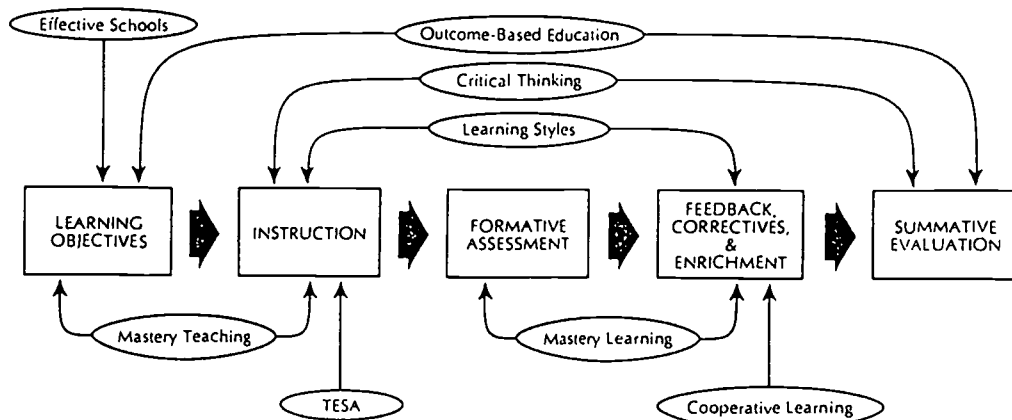 Effective Schools
Outcome-Based Education
Critical Thinking
Learning Styles
LEARNING
OBJECTIVES
INSTRUCTION
FORMATIVE
ASSESSMENT
FEEDBACK,
CORRECTIVES,
&
ENRICHMENT
SUMMATIVE
EVALUATION
Mastery Teaching
Mastery Learning
TESA
Cooperative Learning